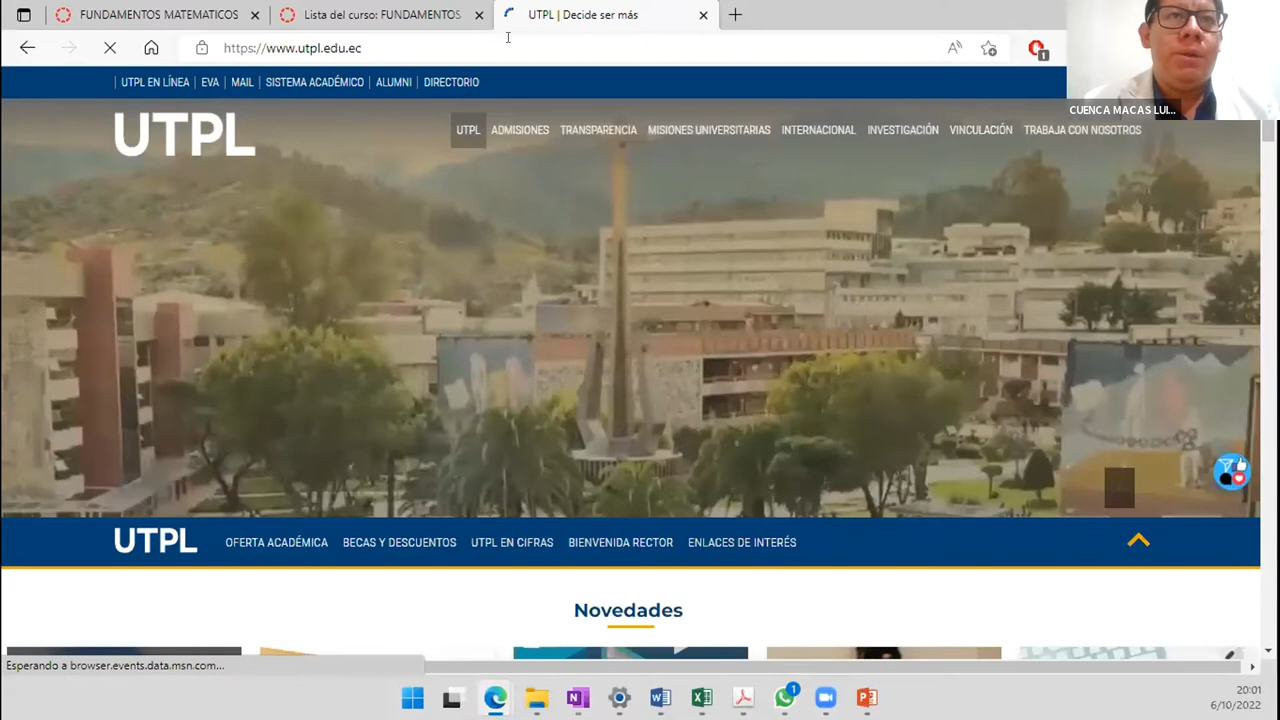 FUNDAMENTOS MATEMATICOS
Lista del curso: FUNDAMENTOS
UTPL | Decide ser más
https://www.utpl.edu.ec
1
UTPL EN LÍNEA | EVA | MAIL | SISTEMA ACADÉMICO | ALUMNI | DIRECTORIO
CUENCA MACAS LUI...
UTPL
UTPL ADMISIONES TRANSPARENCIA MISIONES UNIVERSITARIAS INTERNACIONAL INVESTIGACIÓN VINCULACIÓN TRABAJA CON NOSOTROS
UTPL OFERTA ACADÉMICA BECAS Y DESCUENTOS UTPL EN CIFRAS BIENVENIDA RECTOR ENLACES DE INTERÉS
Novedades
Esperando a browser.events.data.msn.com...
1
20:01
6/10/2022